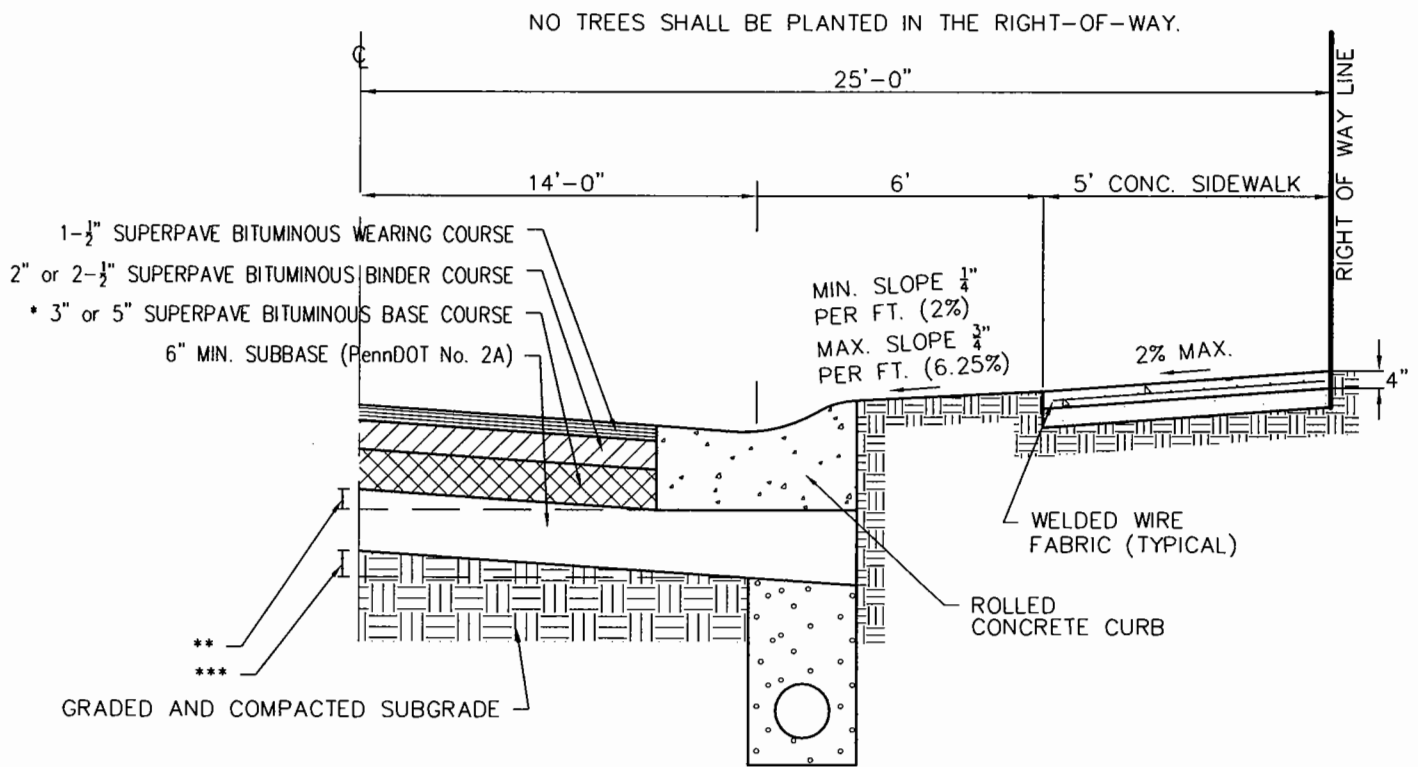 NO TREES SHALL BE PLANTED IN THE RIGHT-OF-WAY.
℄
25'-0"
RIGHT OF WAY LINE
14'-0"
6'
5' CONC. SIDEWALK
1-1/2" SUPERPAVE BITUMINOUS WEARING COURSE
2" or 2-1/2" SUPERPAVE BITUMINOUS BINDER COURSE
* 3" or 5" SUPERPAVE BITUMINOUS BASE COURSE
6" MIN. SUBBASE (PennDOT No. 2A)
MIN. SLOPE 1/4"
PER FT. (2%)
MAX. SLOPE 3/4"
PER FT. (6.25%)
2% MAX.
4"
WELDED WIRE
FABRIC (TYPICAL)
ROLLED
CONCRETE CURB
**
***
GRADED AND COMPACTED SUBGRADE